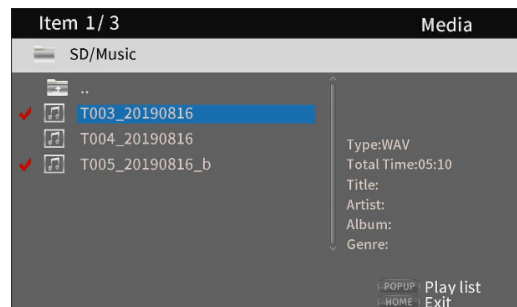 Item 1/ 3
Media
SD/Music
..
T003_20190816
T004_20190816
T005_20190816_b
Type:WAV
Total Time:05:10
Title:
Artist:
Album:
Genre:
POPUP Play list
HOME Exit